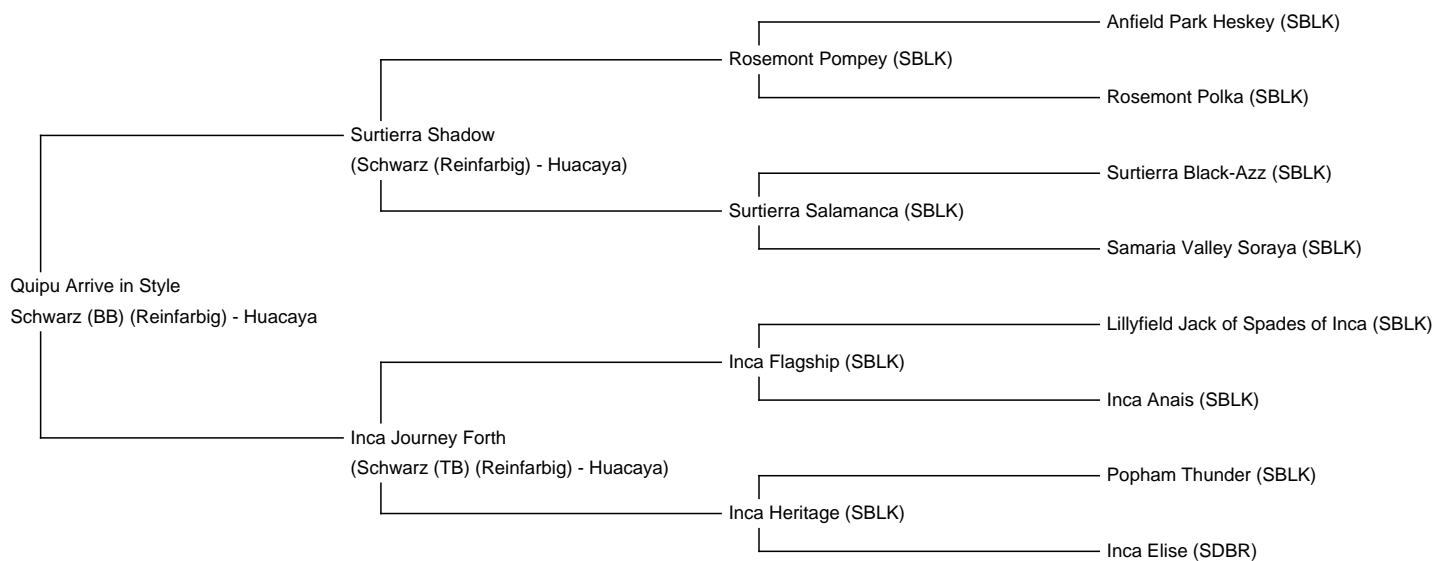 Anfield Park Heskey (SBLK)
Rosemont Pompey (SBLK)
Rosemont Polka (SBLK)
Surtierra Shadow
(Schwarz (Reinfarbig) - Huacaya)
Surtierra Black-Azz (SBLK)
Surtierra Salamanca (SBLK)
Samaria Valley Soraya (SBLK)
Quipu Arrive in Style
Schwarz (BB) (Reinfarbig) - Huacaya
Lillyfield Jack of Spades of Inca (SBLK)
Inca Flagship (SBLK)
Inca Anais (SBLK)
Inca Journey Forth
(Schwarz (TB) (Reinfarbig) - Huacaya)
Popham Thunder (SBLK)
Inca Heritage (SBLK)
Inca Elise (SDBR)